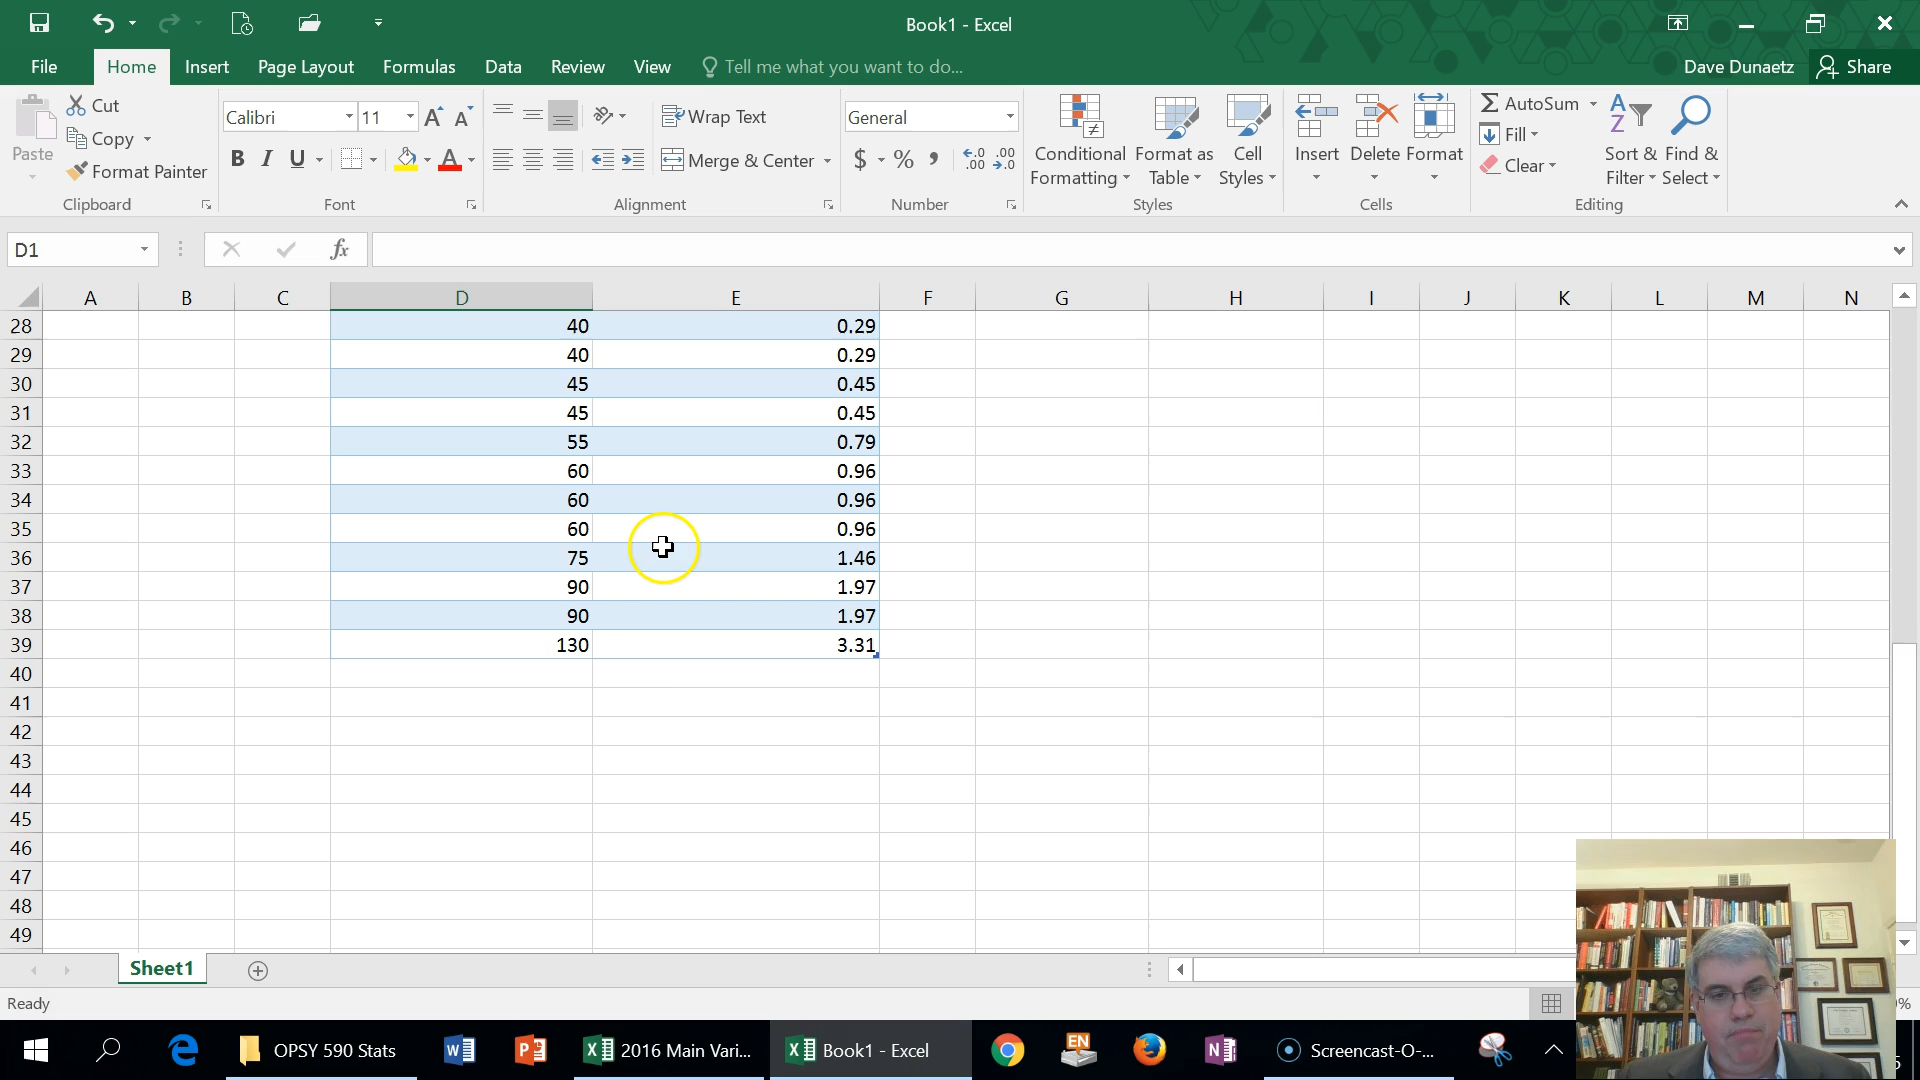 Book1 - Excel
File Home Insert Page Layout Formulas Data Review View Tell me what you want to do... Dave Dunaetz Share
Paste
Cut
Copy
Format Painter
Clipboard
Calibri 11
B I U
Font
Wrap Text
Merge & Center
Alignment
General
$ % ,
Number
Conditional Formatting
Format as Table
Cell Styles
Styles
Insert Delete Format
Cells
AutoSum
Fill
Clear
Sort & Filter
Find & Select
Editing
D1 fx
A B C D E F G H I J K L M N
28 40 0.29
29 40 0.29
30 45 0.45
31 45 0.45
32 55 0.79
33 60 0.96
34 60 0.96
35 60 0.96
36 75 1.46
37 90 1.97
38 90 1.97
39 130 3.31
40
41
42
43
44
45
46
47
48
49
Sheet1
Ready
OPSY 590 Stats 2016 Main Vari... Book1 - Excel EN Screencast-O-...